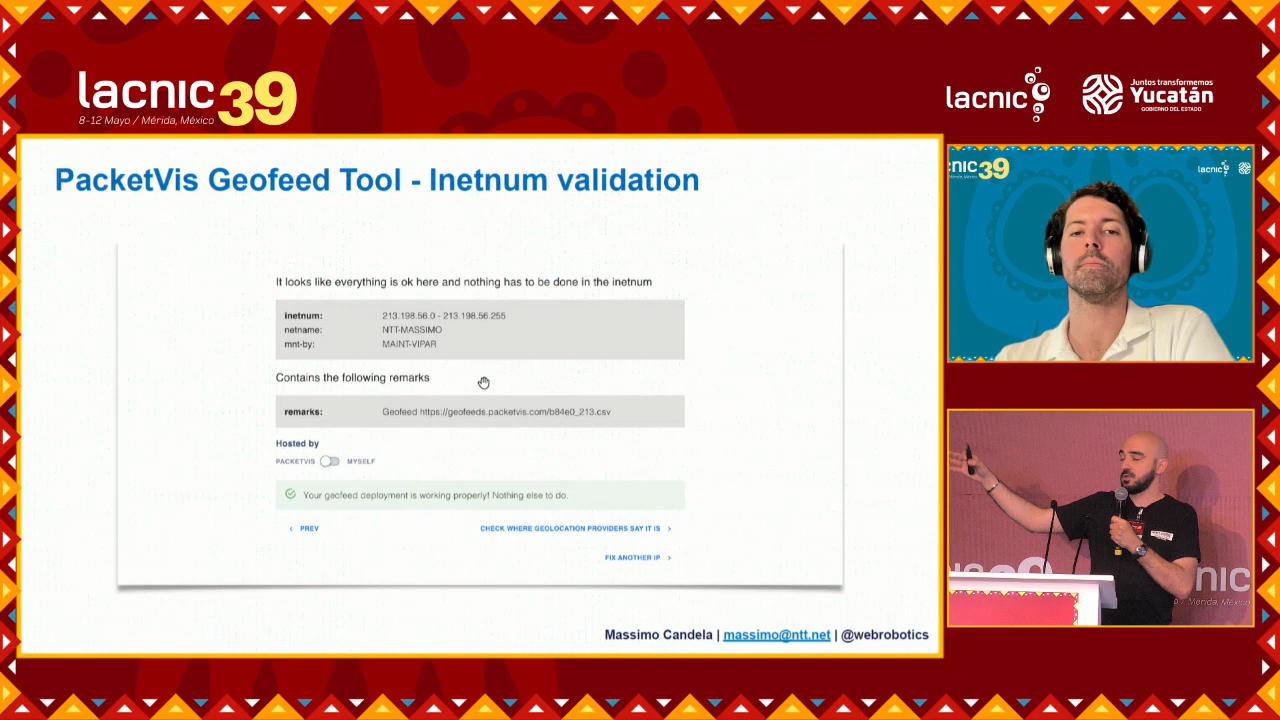 lacnic39
8-12 Mayo / Mérida, México
lacnic
Juntos transformemos
Yucatán
GOBIERNO DEL ESTADO
PacketVis Geofeed Tool - Inetnum validation
It looks like everything is ok here and nothing has to be done in the inetnum
inetnum: 213.198.56.0 - 213.198.56.255
netname: NTT-MASSIMO
mnt-by: MAINT-VIPAR
Contains the following remarks
remarks: Geofeed https://geofeeds.packetvis.com/b84e0_213.csv
Hosted by
PACKETVIS MYSELF
Your geofeed deployment is working properly! Nothing else to do.
‹ PREV
CHECK WHERE GEOLOCATION PROVIDERS SAY IT IS ›
FIX ANOTHER IP ›
Massimo Candela | massimo@ntt.net | @webrobotics
NIC39
lacnic
NIC
Mérida, México